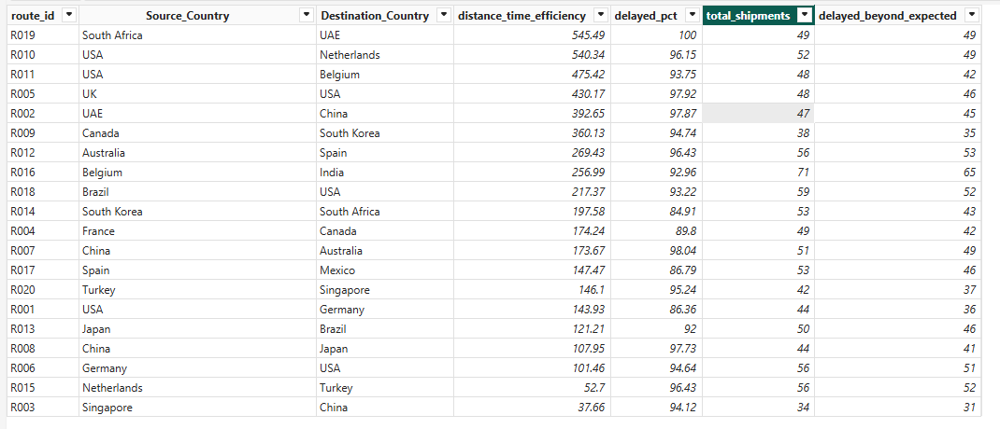 route_id Source_Country Destination_Country distance_time_efficiency delayed_pct total_shipments delayed_beyond_expected
R019 South Africa UAE 545.49 100 49 49
R010 USA Netherlands 540.34 96.15 52 49
R011 USA Belgium 475.42 93.75 48 42
R005 UK USA 430.17 97.92 48 46
R002 UAE China 392.65 97.87 47 45
R009 Canada South Korea 360.13 94.74 38 35
R012 Australia Spain 269.43 96.43 56 53
R016 Belgium India 256.99 92.96 71 65
R018 Brazil USA 217.37 93.22 59 52
R014 South Korea South Africa 197.58 84.91 53 43
R004 France Canada 174.24 89.8 49 42
R007 China Australia 173.67 98.04 51 49
R017 Spain Mexico 147.47 86.79 53 46
R020 Turkey Singapore 146.1 95.24 42 37
R001 USA Germany 143.93 86.36 44 36
R013 Japan Brazil 121.21 92 50 46
R008 China Japan 107.95 97.73 44 41
R006 Germany USA 101.46 94.64 56 51
R015 Netherlands Turkey 52.7 96.43 56 52
R003 Singapore China 37.66 94.12 34 31